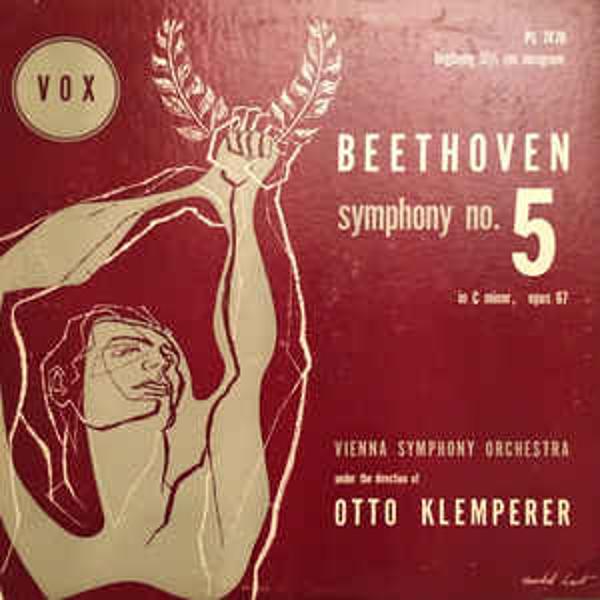 VOX
PL 7070
BEETHOVEN
symphony no. 5
in C minor, opus 67
VIENNA SYMPHONY ORCHESTRA
under the direction of
OTTO KLEMPERER